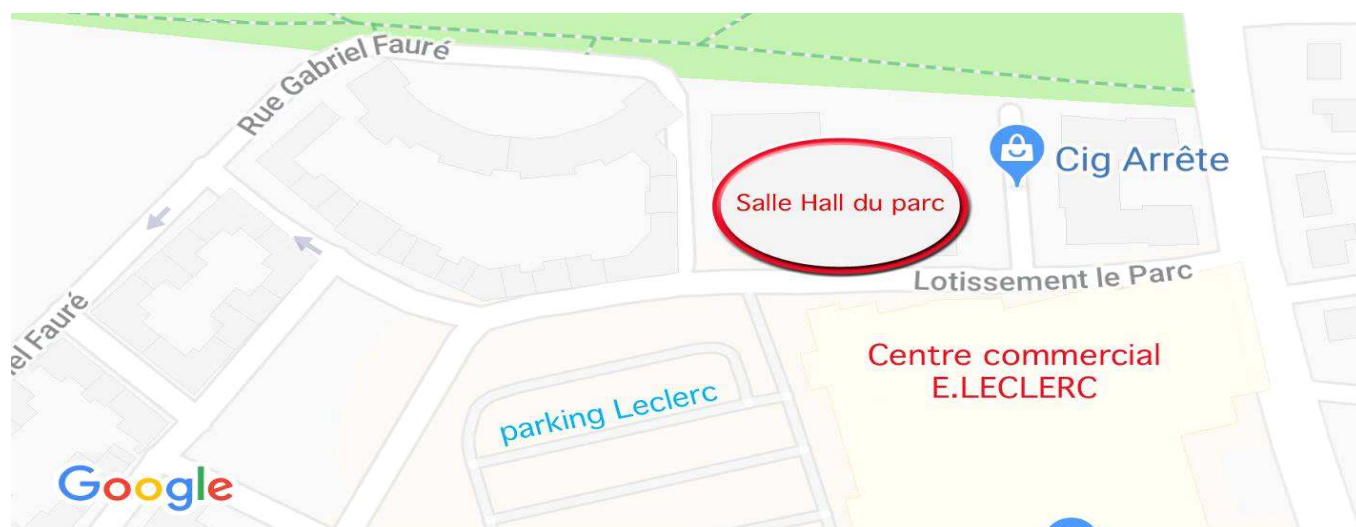 Rue Gabriel Fauré
Cig Arrête
Salle Hall du parc
Lotissement le Parc
el Fauré
Centre commercial
E.LECLERC
parking Leclerc
Google